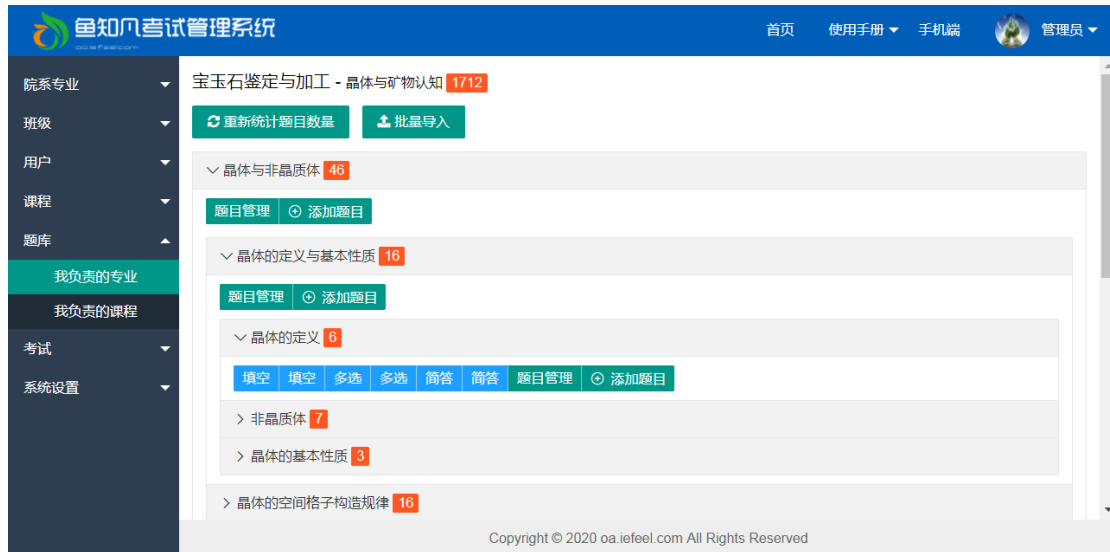 鱼知凡考试管理系统
oa.iefeel.com
首页 使用手册 手机端 管理员
院系专业
班级
用户
课程
题库
我负责的专业
我负责的课程
考试
系统设置
宝玉石鉴定与加工 - 晶体与矿物认知 1712
重新统计题目数量 批量导入
晶体与非晶质体 46
题目管理 添加题目
晶体的定义与基本性质 16
题目管理 添加题目
晶体的定义 6
填空 填空 多选 多选 简答 简答 题目管理 添加题目
非晶质体 7
晶体的基本性质 3
晶体的空间格子构造规律 16
Copyright © 2020 oa.iefeel.com All Rights Reserved